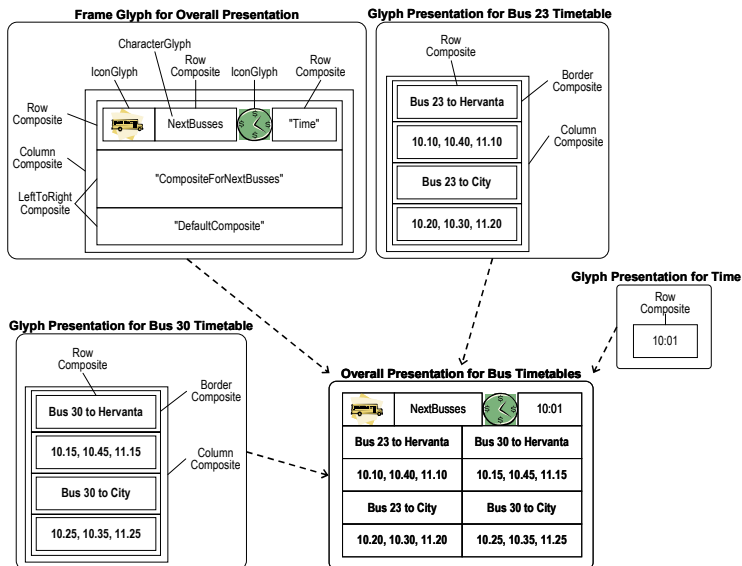 Frame Glyph for Overall Presentation
CharacterGlyph
IconGlyph
Row
Composite
IconGlyph
Row
Composite
Row
Composite
NextBusses
"Time"
Column
Composite
"CompositeForNextBusses"
LeftToRight
Composite
"DefaultComposite"
Glyph Presentation for Bus 23 Timetable
Row
Composite
Border
Composite
Bus 23 to Hervanta
Column
Composite
10.10, 10.40, 11.10
Bus 23 to City
10.20, 10.30, 11.20
Glyph Presentation for Time
Row
Composite
10:01
Glyph Presentation for Bus 30 Timetable
Row
Composite
Border
Composite
Bus 30 to Hervanta
10.15, 10.45, 11.15
Column
Composite
Bus 30 to City
10.25, 10.35, 11.25
Overall Presentation for Bus Timetables
NextBusses
10:01
Bus 23 to Hervanta
Bus 30 to Hervanta
10.10, 10.40, 11.10
10.15, 10.45, 11.15
Bus 23 to City
Bus 30 to City
10.20, 10.30, 11.20
10.25, 10.35, 11.25